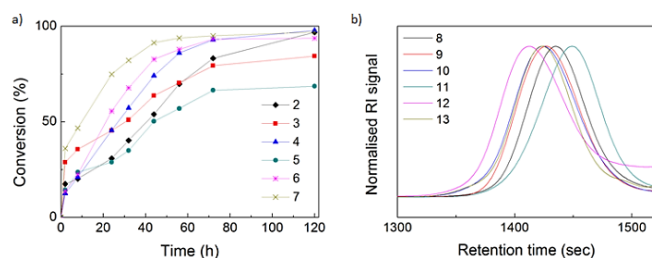 a)
100
50
0
Conversion (%)
0 20 40 60 80 100 120
Time (h)
2
3
4
5
6
7
b)
Normalised RI signal
8
9
10
11
12
13
1300 1400 1500
Retention time (sec)